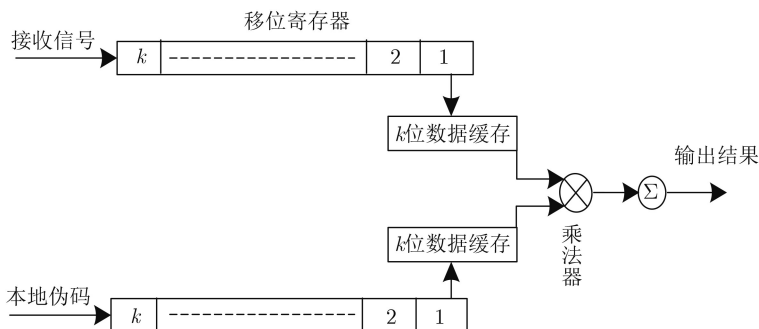 移位寄存器
接收信号
k 2 1
k位数据缓存
输出结果
Σ
乘法器
k位数据缓存
本地伪码
k 2 1